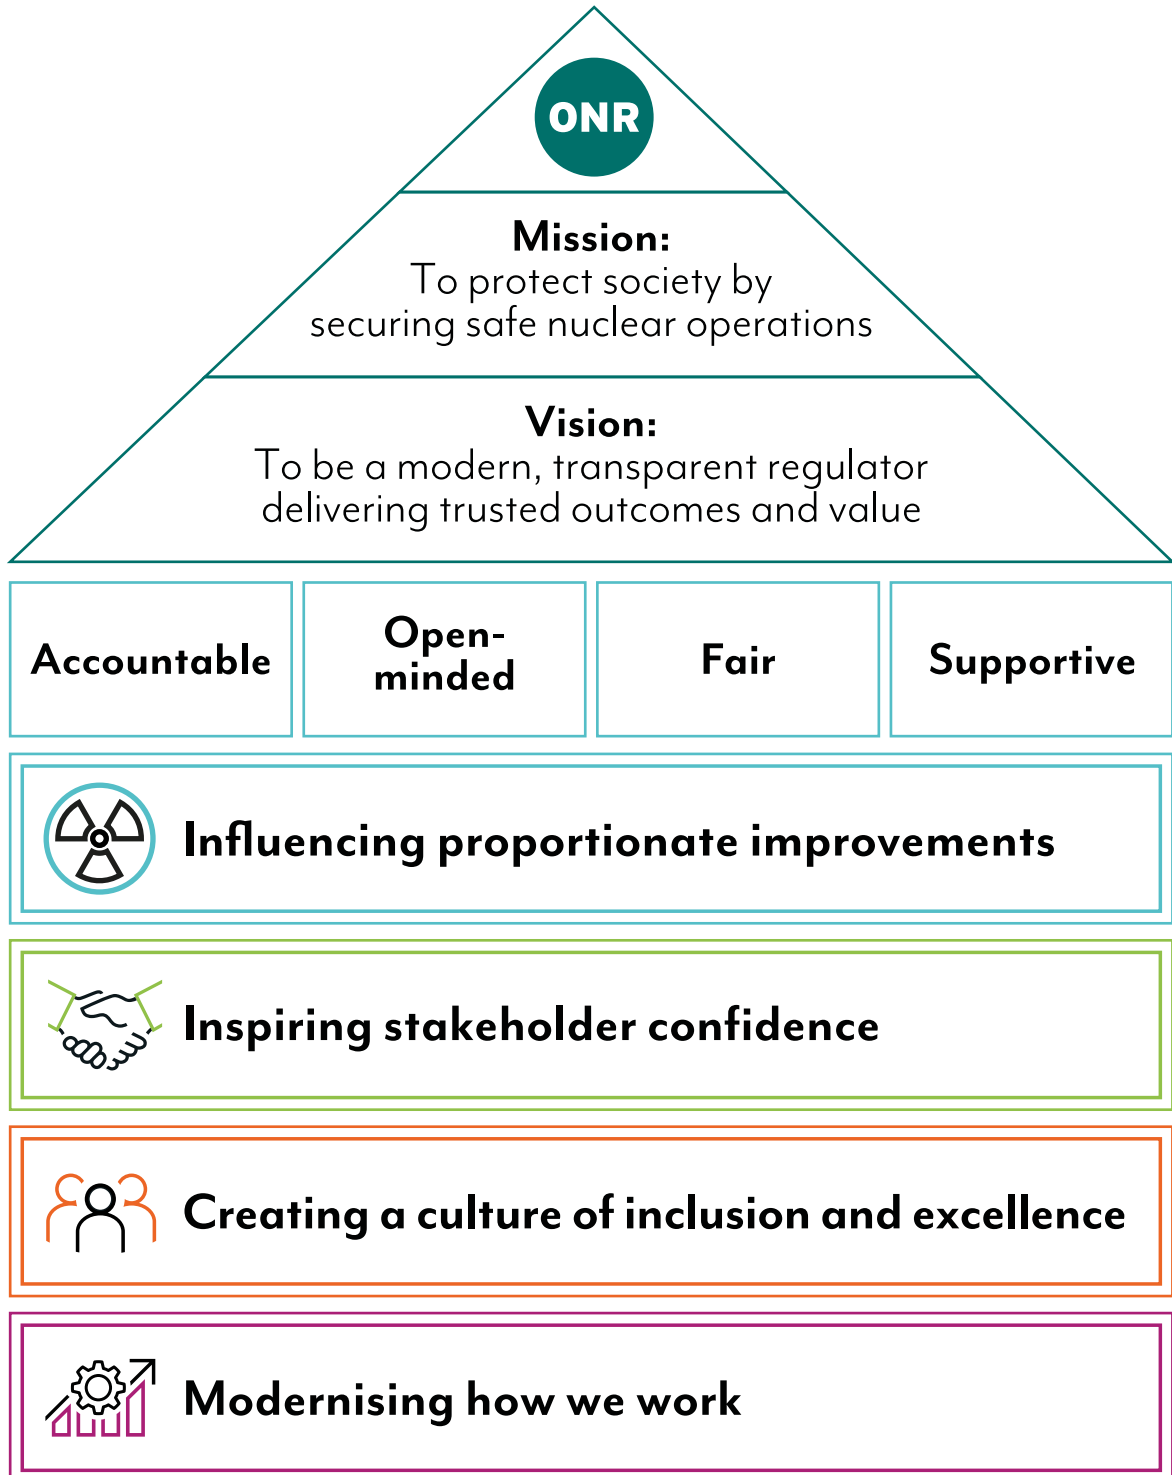 ONR
Mission:
To protect society by
securing safe nuclear operations
Vision:
To be a modern, transparent regulator
delivering trusted outcomes and value
Accountable
Open-
minded
Fair
Supportive
Influencing proportionate improvements
Inspiring stakeholder confidence
Creating a culture of inclusion and excellence
Modernising how we work